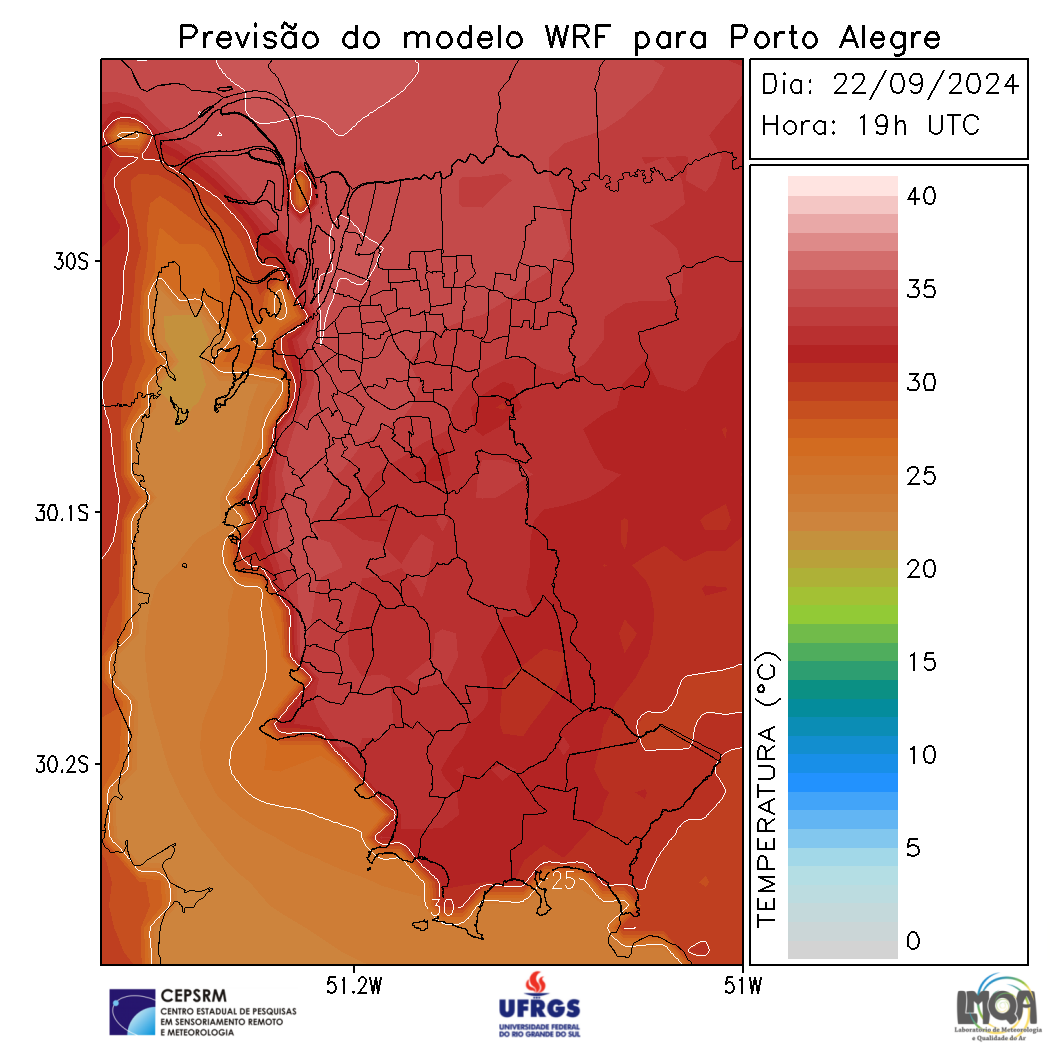 Previsão do modelo WRF para Porto Alegre
Dia: 22/09/2024
Hora: 19h UTC
30S
30.1S
30.2S
51.2W
51W
25
30
TEMPERATURA (°C)
40
35
30
25
20
15
10
5
0
CEPSRM
CENTRO ESTADUAL DE PESQUISAS
EM SENSORIAMENTO REMOTO
E METEOROLOGIA
UFRGS
UNIVERSIDADE FEDERAL
DO RIO GRANDE DO SUL
LMQA
Laboratório de Meteorologia
e Qualidade do Ar